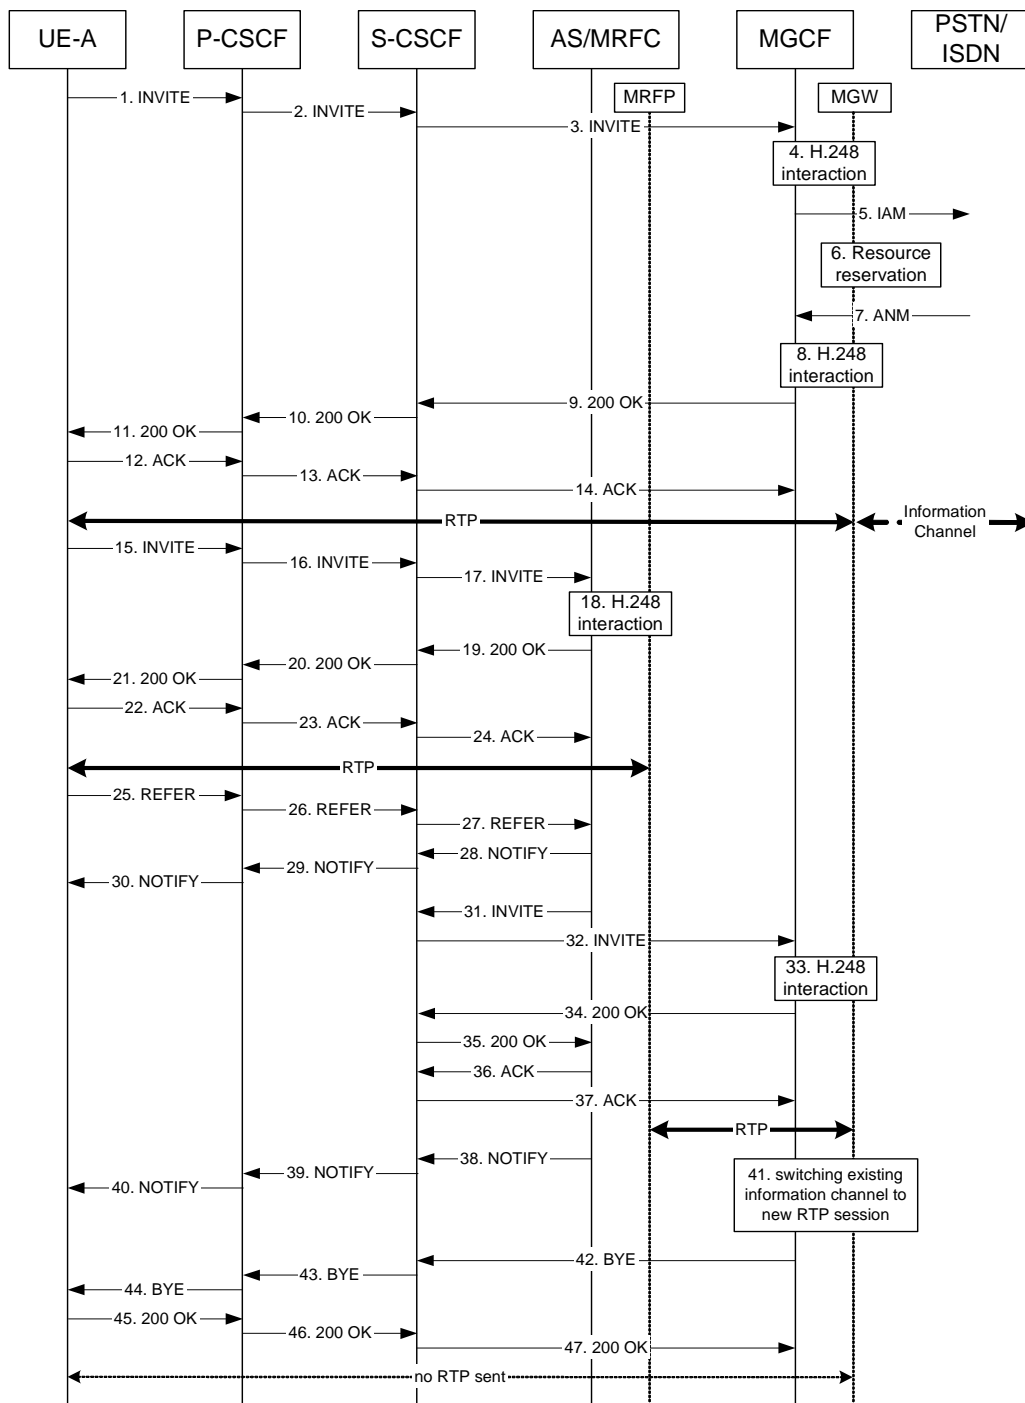 UE-A
P-CSCF
S-CSCF
AS/MRFC
MGCF
PSTN/
ISDN
MRFP
MGW
1. INVITE
2. INVITE
3. INVITE
4. H.248
interaction
5. IAM
6. Resource
reservation
7. ANM
8. H.248
interaction
9. 200 OK
10. 200 OK
11. 200 OK
12. ACK
13. ACK
14. ACK
RTP
Information
Channel
15. INVITE
16. INVITE
17. INVITE
18. H.248
interaction
19. 200 OK
20. 200 OK
21. 200 OK
22. ACK
23. ACK
24. ACK
RTP
25. REFER
26. REFER
27. REFER
28. NOTIFY
29. NOTIFY
30. NOTIFY
31. INVITE
32. INVITE
33. H.248
interaction
34. 200 OK
35. 200 OK
36. ACK
37. ACK
RTP
38. NOTIFY
39. NOTIFY
40. NOTIFY
41. switching existing
information channel to
new RTP session
42. BYE
43. BYE
44. BYE
45. 200 OK
46. 200 OK
47. 200 OK
no RTP sent